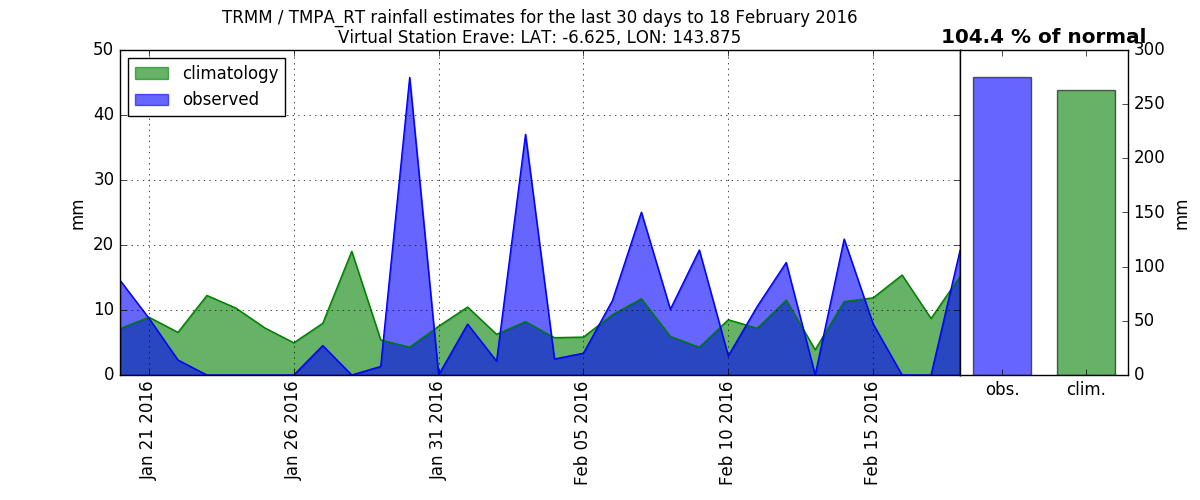 TRMM / TMPA_RT rainfall estimates for the last 30 days to 18 February 2016
Virtual Station Erave: LAT: -6.625, LON: 143.875
104.4 % of normal
climatology
observed
50
40
30
20
10
0
mm
Jan 21 2016
Jan 26 2016
Jan 31 2016
Feb 05 2016
Feb 10 2016
Feb 15 2016
obs.
clim.
300
250
200
150
100
50
0
mm